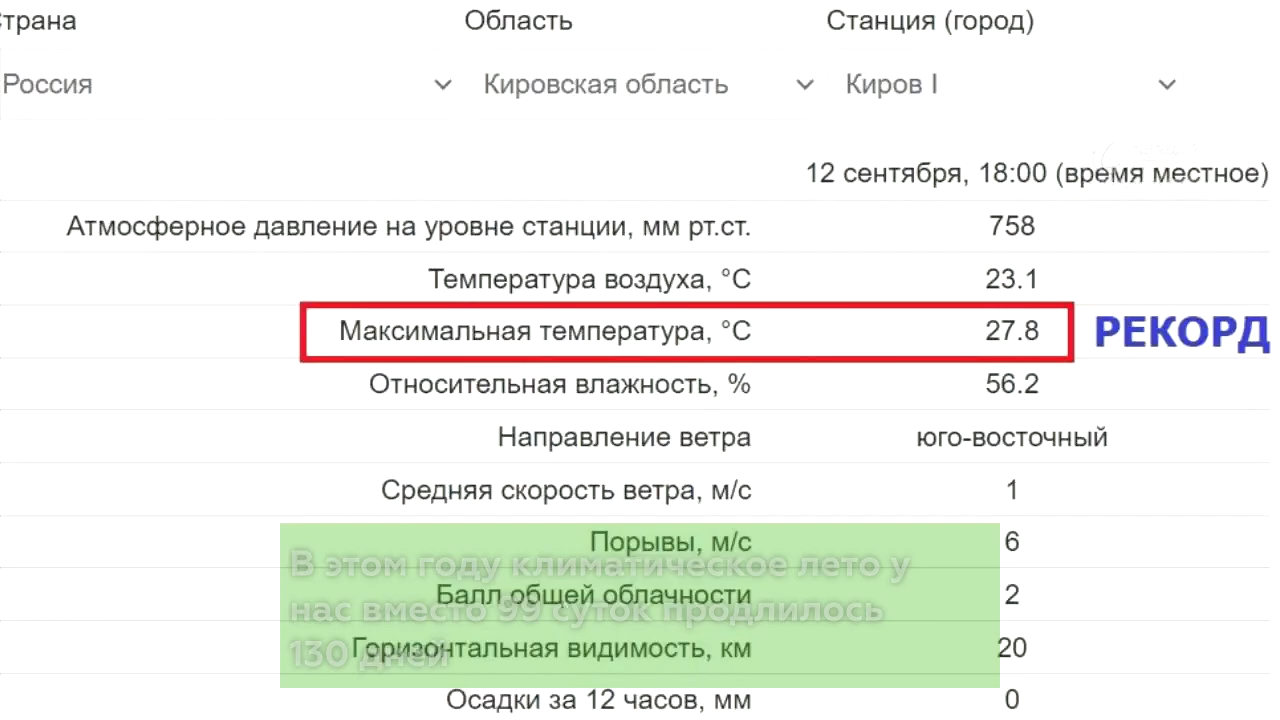 Страна Область Станция (город)
Россия Кировская область Киров I
12 сентября, 18:00 (время местное)
Атмосферное давление на уровне станции, мм рт.ст. 758
Температура воздуха, °C 23.1
Максимальная температура, °C 27.8 РЕКОРД
Относительная влажность, % 56.2
Направление ветра юго-восточный
Средняя скорость ветра, м/с 1
Порывы, м/с 6
В этом году климатическое лето у
Балл общей облачности 2
нас вместо 99 суток продлилось
Горизонтальная видимость, км 20
130 дней
Осадки за 12 часов, мм 0